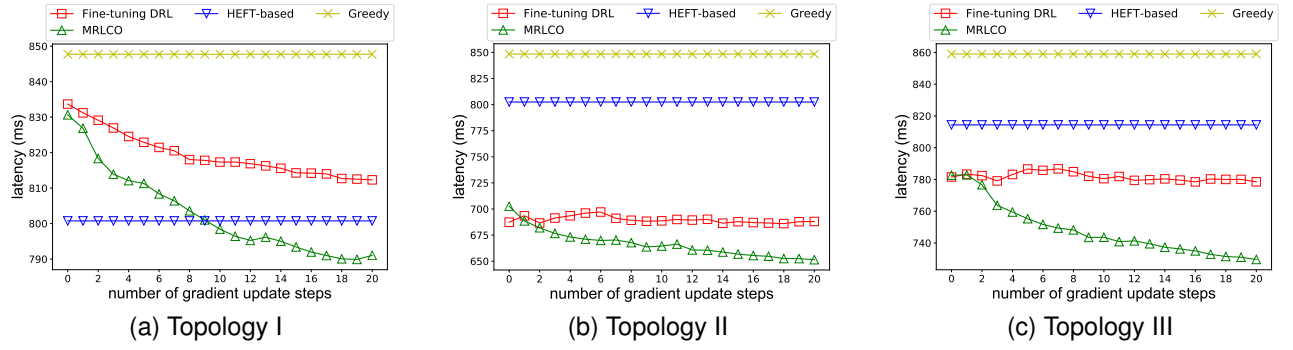 Fine-tuning DRL HEFT-based Greedy
MRLCO
850
840
830
820
810
800
790
latency (ms)
0 2 4 6 8 10 12 14 16 18 20
number of gradient update steps
(a) Topology I
Fine-tuning DRL HEFT-based Greedy
MRLCO
850
825
800
775
750
725
700
675
650
latency (ms)
0 2 4 6 8 10 12 14 16 18 20
number of gradient update steps
(b) Topology II
Fine-tuning DRL HEFT-based Greedy
MRLCO
860
840
820
800
780
760
740
latency (ms)
0 2 4 6 8 10 12 14 16 18 20
number of gradient update steps
(c) Topology III